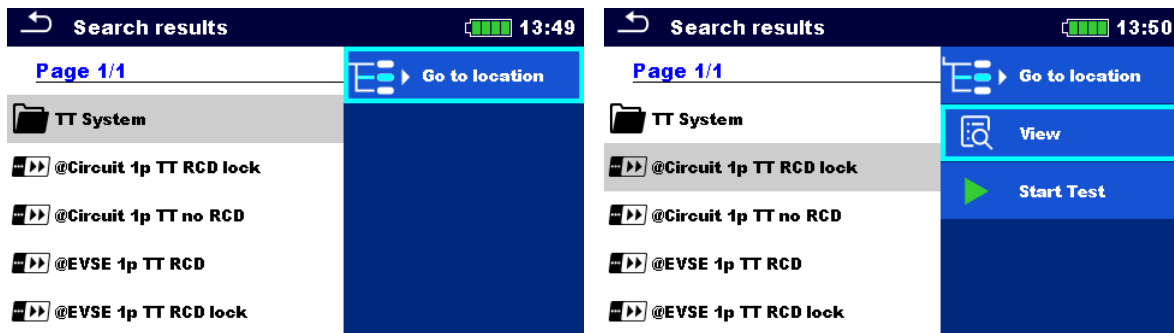 Search results
13:49
Page 1/1
Go to location
TT System
@Circuit 1p TT RCD lock
@Circuit 1p TT no RCD
@EVSE 1p TT RCD
@EVSE 1p TT RCD lock
Search results
13:50
Page 1/1
Go to location
TT System
View
@Circuit 1p TT RCD lock
Start Test
@Circuit 1p TT no RCD
@EVSE 1p TT RCD
@EVSE 1p TT RCD lock